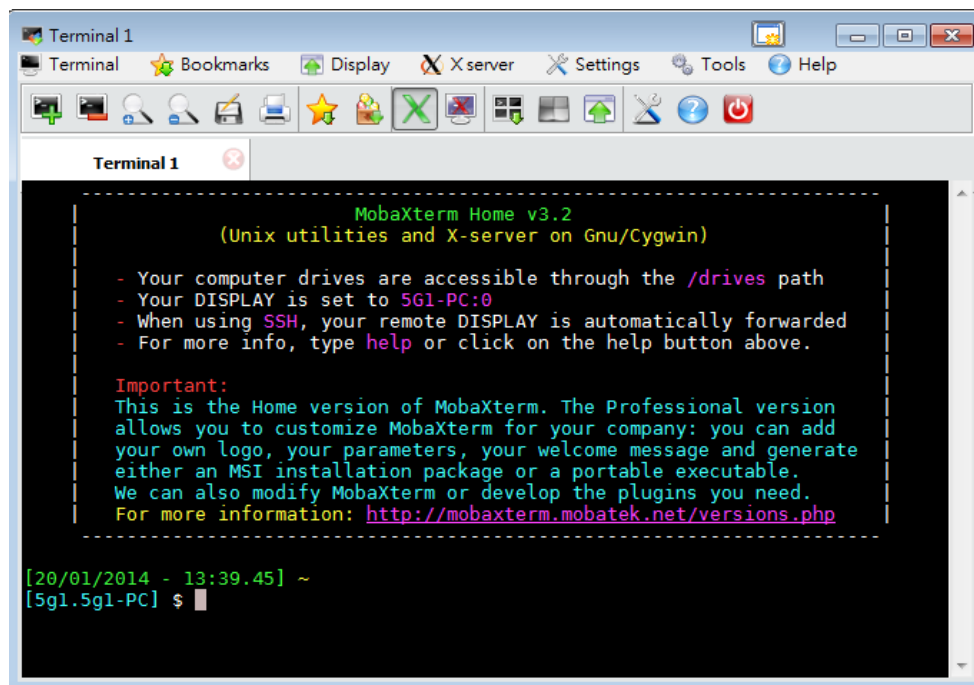 Terminal 1
Terminal Bookmarks Display X server Settings Tools Help
Terminal 1
MobaXterm Home v3.2
(Unix utilities and X-server on Gnu/Cygwin)
- Your computer drives are accessible through the /drives path
- Your DISPLAY is set to 5G1-PC:0
- When using SSH, your remote DISPLAY is automatically forwarded
- For more info, type help or click on the help button above.
Important:
This is the Home version of MobaXterm. The Professional version
allows you to customize MobaXterm for your company: you can add
your own logo, your parameters, your welcome message and generate
either an MSI installation package or a portable executable.
We can also modify MobaXterm or develop the plugins you need.
For more information: http://mobaxterm.mobatek.net/versions.php
[20/01/2014 - 13:39.45] ~
[5g1.5g1-PC] $